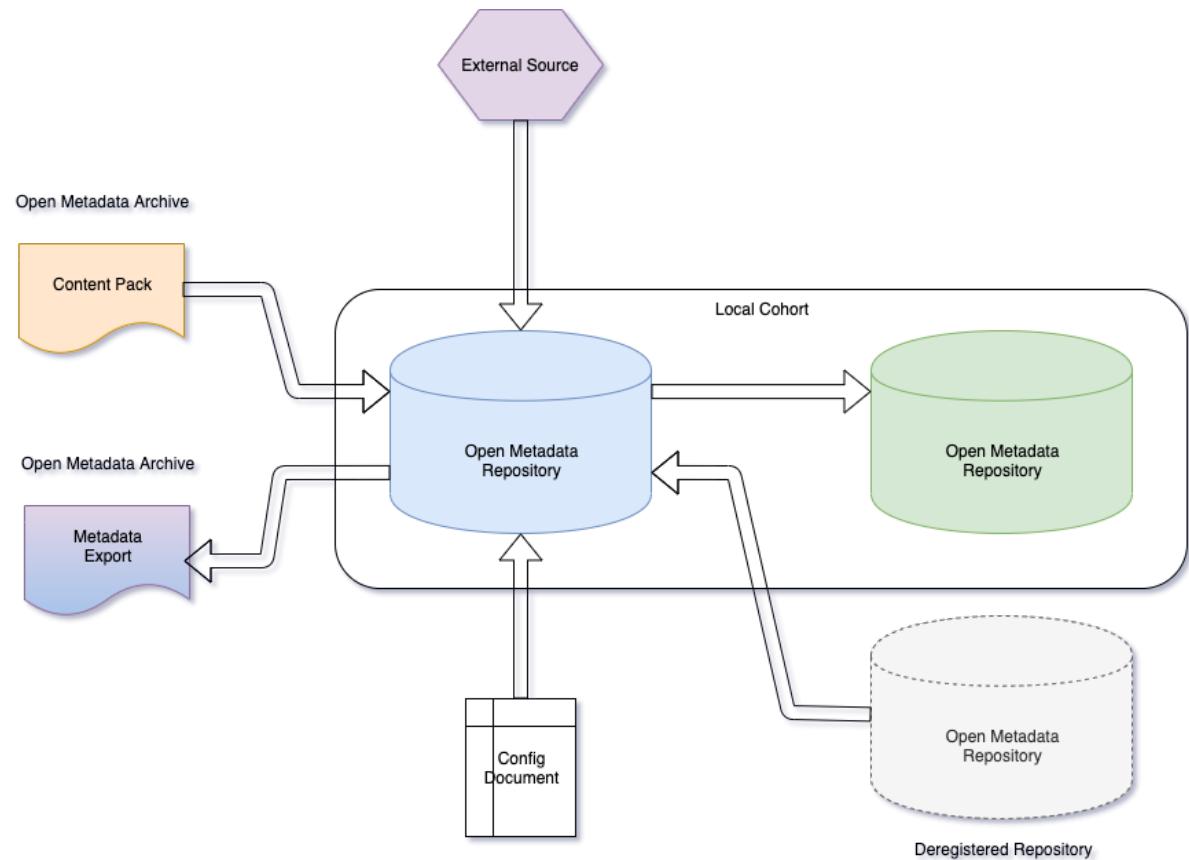 External Source
Open Metadata Archive
Content Pack
Local Cohort
Open Metadata
Repository
Open Metadata
Repository
Open Metadata Archive
Metadata
Export
Config
Document
Open Metadata
Repository
Deregistered Repository